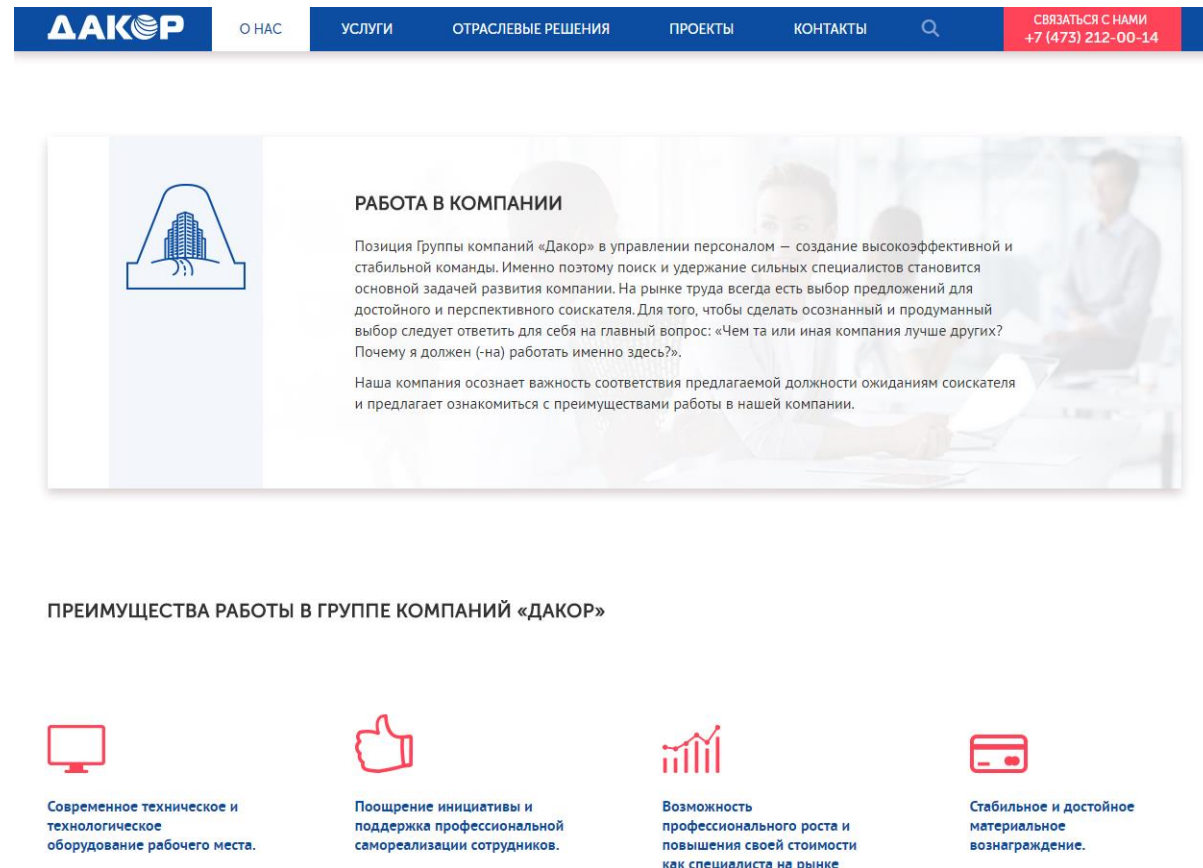 ДАКОР
О НАС
УСЛУГИ
ОТРАСЛЕВЫЕ РЕШЕНИЯ
ПРОЕКТЫ
КОНТАКТЫ
СВЯЗАТЬСЯ С НАМИ
+7 (473) 212-00-14
РАБОТА В КОМПАНИИ
Позиция Группы компаний «Дакор» в управлении персоналом — создание высокоэффективной и
стабильной команды. Именно поэтому поиск и удержание сильных специалистов становится
основной задачей развития компании. На рынке труда всегда есть выбор предложений для
достойного и перспективного соискателя. Для того, чтобы сделать осознанный и продуманный
выбор следует ответить для себя на главный вопрос: «Чем та или иная компания лучше других?
Почему я должен (-на) работать именно здесь?».
Наша компания осознает важность соответствия предлагаемой должности ожиданиям соискателя
и предлагает ознакомиться с преимуществами работы в нашей компании.
ПРЕИМУЩЕСТВА РАБОТЫ В ГРУППЕ КОМПАНИЙ «ДАКОР»
Современное техническое и
технологическое
оборудование рабочего места.
Поощрение инициативы и
поддержка профессиональной
самореализации сотрудников.
Возможность
профессионального роста и
повышения своей стоимости
как специалиста на рынке
Стабильное и достойное
материальное
вознаграждение.